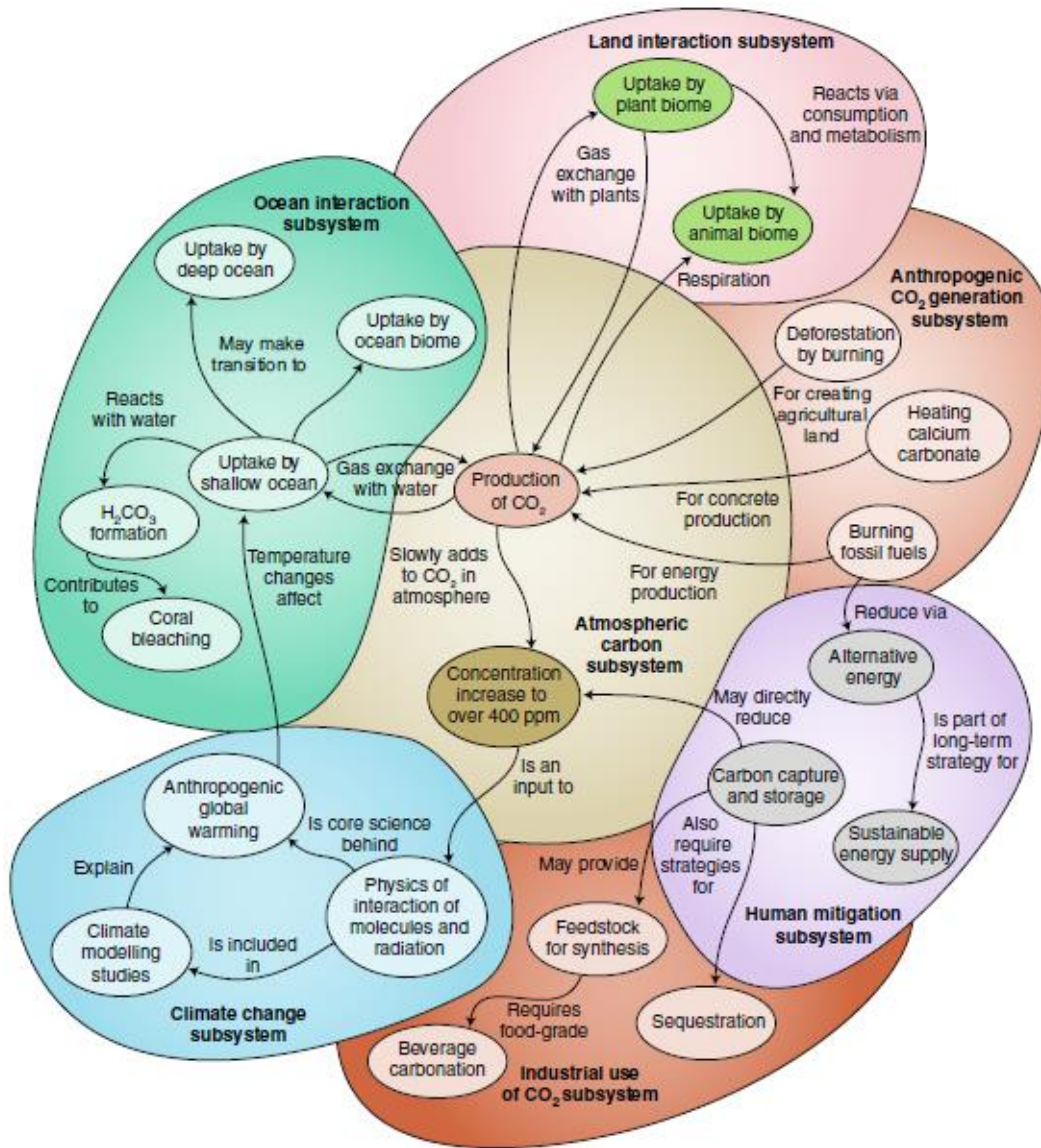 Land interaction subsystem
Uptake by
plant biome
Reacts via
consumption
and metabolism
Gas
exchange
with plants
Uptake by
animal biome
Respiration
Ocean interaction
subsystem
Uptake by
deep ocean
Uptake by
ocean biome
May make
transition to
Reacts
with water
Uptake by
shallow ocean
Gas exchange
with water
H₂CO₃
formation
Contributes
to
Coral
bleaching
Temperature
changes
affect
Anthropogenic
CO₂ generation
subsystem
Deforestation
by burning
For creating
agricultural
land
Heating
calcium
carbonate
For concrete
production
Burning
fossil fuels
For energy
production
Production
of CO₂
Slowly adds
to CO₂ in
atmosphere
Atmospheric
carbon
subsystem
Concentration
increase to
over 400 ppm
Is an
input to
Reduce via
Alternative
energy
May directly
reduce
Is part of
long-term
strategy for
Carbon capture
and storage
Also
require
strategies
for
Sustainable
energy supply
Human mitigation
subsystem
Anthropogenic
global
warming
Is core science
behind
Explain
Physics of
interaction of
molecules and
radiation
Climate
modelling
studies
Is included
in
Climate change
subsystem
May provide
Feedstock
for synthesis
Requires
food-grade
Sequestration
Beverage
carbonation
Industrial use
of CO₂ subsystem